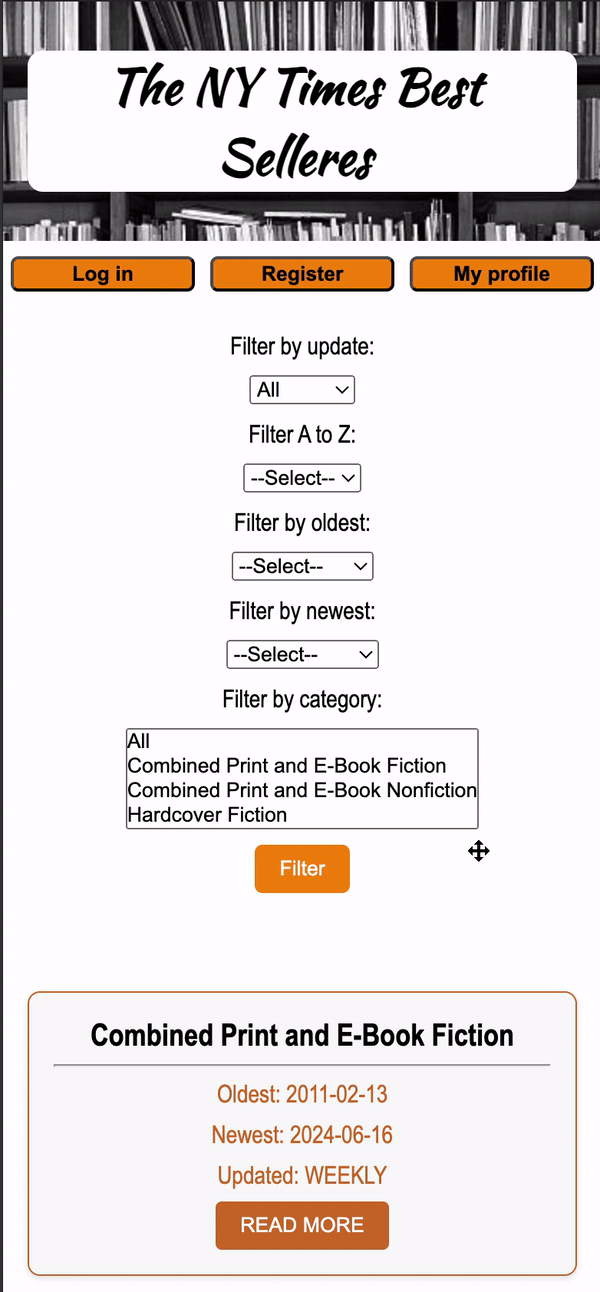 The NY Times Best
Selleres
Log in
Register
My profile
Filter by update:
All
Filter A to Z:
--Select--
Filter by oldest:
--Select--
Filter by newest:
--Select--
Filter by category:
All
Combined Print and E-Book Fiction
Combined Print and E-Book Nonfiction
Hardcover Fiction
Filter
Combined Print and E-Book Fiction
Oldest: 2011-02-13
Newest: 2024-06-16
Updated: WEEKLY
READ MORE